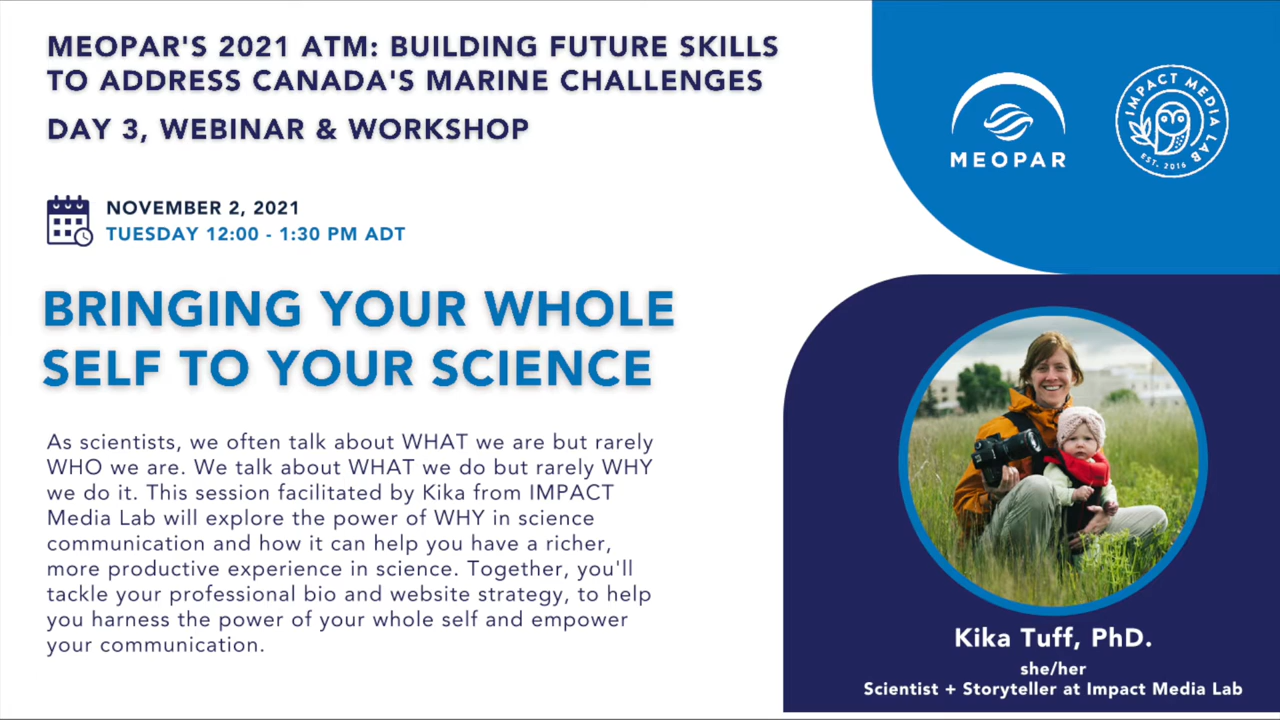 MEOPAR'S 2021 ATM: BUILDING FUTURE SKILLS
TO ADDRESS CANADA'S MARINE CHALLENGES
DAY 3, WEBINAR & WORKSHOP
NOVEMBER 2, 2021
TUESDAY 12:00 - 1:30 PM ADT
BRINGING YOUR WHOLE
SELF TO YOUR SCIENCE
As scientists, we often talk about WHAT we are but rarely
WHO we are. We talk about WHAT we do but rarely WHY
we do it. This session facilitated by Kika from IMPACT
Media Lab will explore the power of WHY in science
communication and how it can help you have a richer,
more productive experience in science. Together, you'll
tackle your professional bio and website strategy, to help
you harness the power of your whole self and empower
your communication.
MEOPAR
IMPACT MEDIA LAB
EST. 2016
Kika Tuff, PhD.
she/her
Scientist + Storyteller at Impact Media Lab